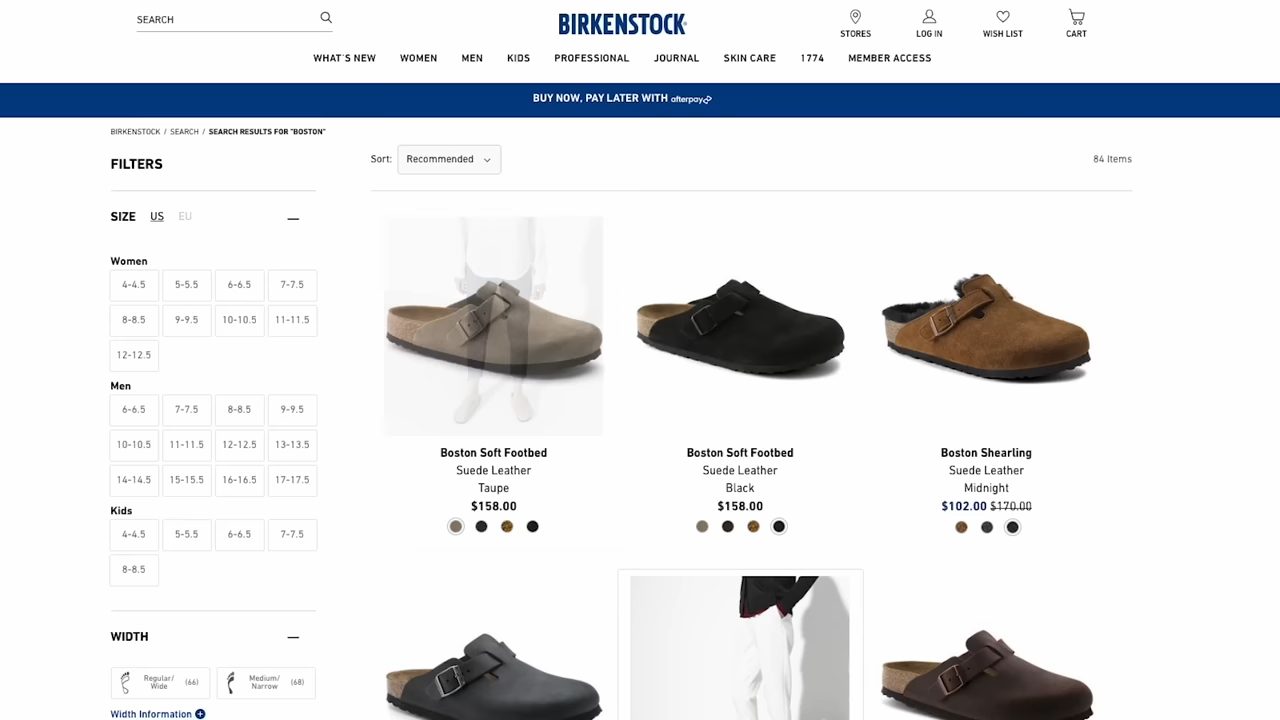 SEARCH
BIRKENSTOCK
STORES
LOG IN
WISH LIST
CART
WHAT'S NEW WOMEN MEN KIDS PROFESSIONAL JOURNAL SKIN CARE 1774 MEMBER ACCESS
BUY NOW, PAY LATER WITH afterpay
BIRKENSTOCK / SEARCH / SEARCH RESULTS FOR "BOSTON"
FILTERS
Sort: Recommended
84 Items
SIZE US EU
Women
4-4.5 5-5.5 6-6.5 7-7.5
8-8.5 9-9.5 10-10.5 11-11.5
12-12.5
Men
6-6.5 7-7.5 8-8.5 9-9.5
10-10.5 11-11.5 12-12.5 13-13.5
14-14.5 15-15.5 16-16.5 17-17.5
Kids
4-4.5 5-5.5 6-6.5 7-7.5
8-8.5
WIDTH
Regular/
Wide
(66)
Medium/
Narrow
(68)
Width Information
Boston Soft Footbed
Suede Leather
Taupe
$158.00
Boston Soft Footbed
Suede Leather
Black
$158.00
Boston Shearling
Suede Leather
Midnight
$102.00 $170.00